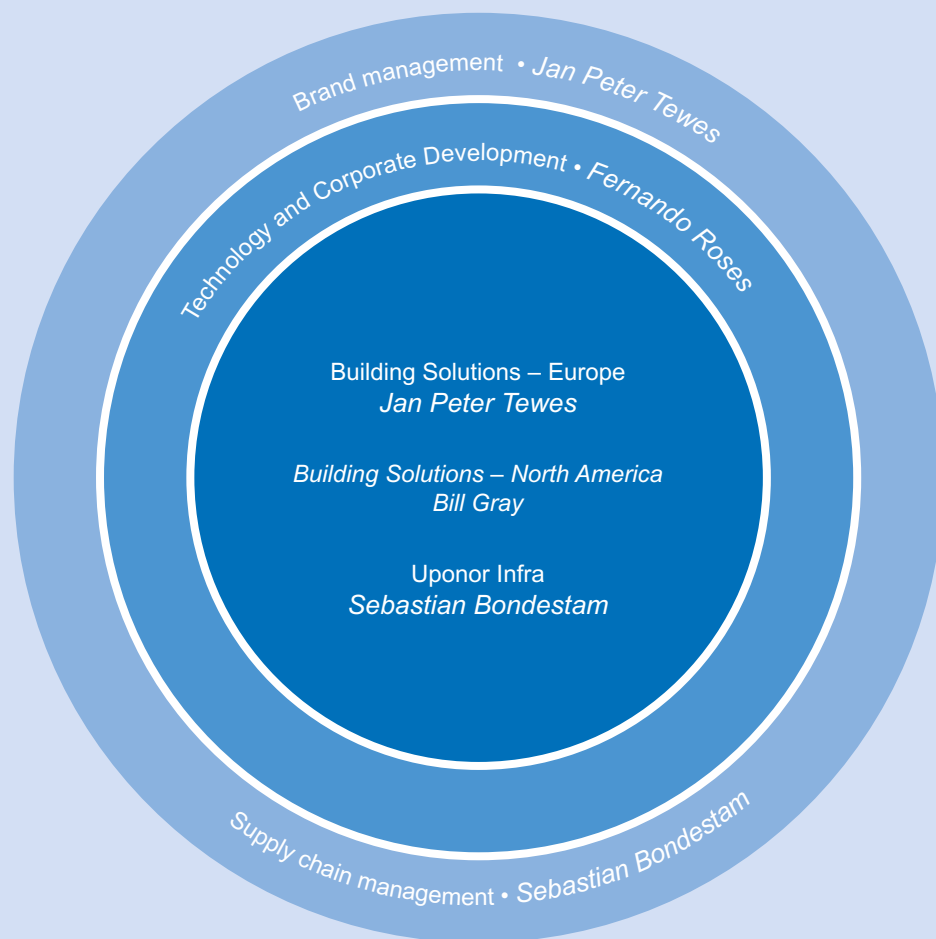 Brand management • Jan Peter Tewes
Technology and Corporate Development • Fernando Roses
Building Solutions – Europe
Jan Peter Tewes
Building Solutions – North America
Bill Gray
Uponor Infra
Sebastian Bondestam
Supply chain management • Sebastian Bondestam